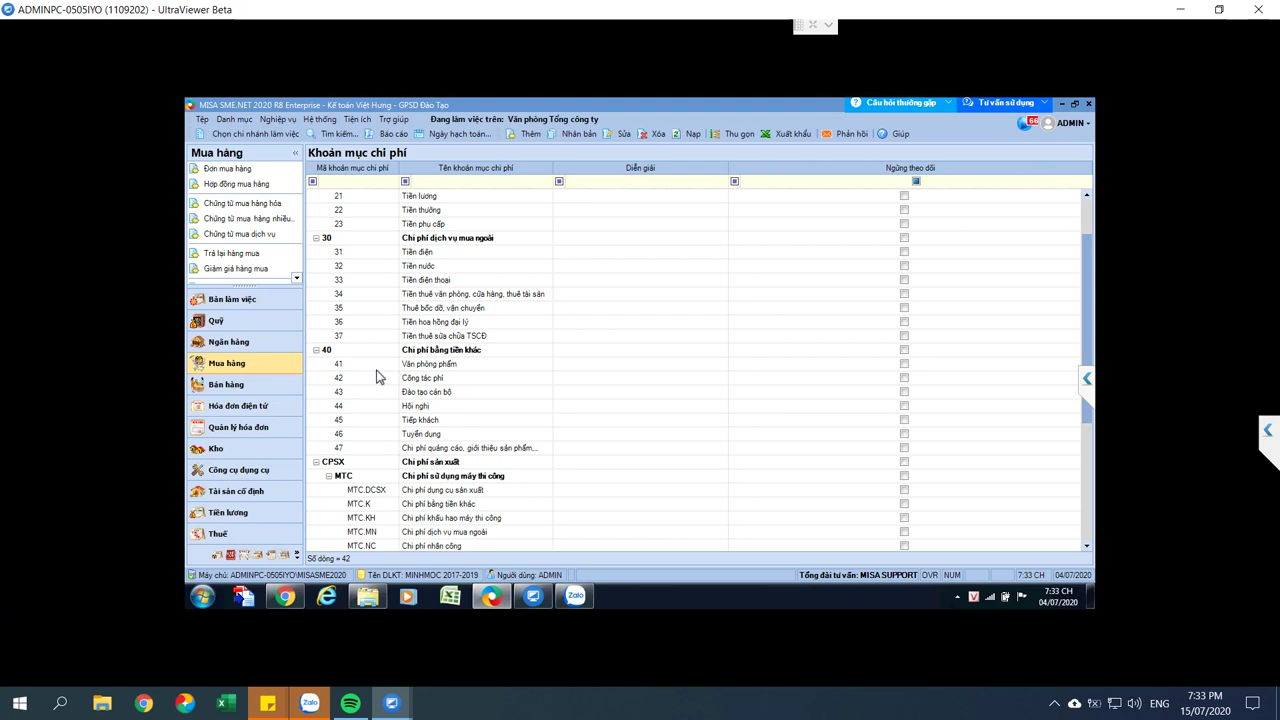 ADMINPC-0505IYO (1109202) - UltraViewer Beta
MISA SME.NET 2020 R8 Enterprise - Kế toán Việt Hưng - GPSD Đào Tạo
Câu hỏi thường gặp
Tư vấn sử dụng
Tệp Danh mục Nghiệp vụ Hệ thống Tiện ích Trợ giúp Đang làm việc trên: Văn phòng Tổng công ty
66 ADMIN
Chọn chi nhánh làm việc Tìm kiếm... Báo cáo Ngày hạch toán... Thêm Nhân bản Sửa Xóa Nạp Thu gọn Xuất khẩu Phản hồi Giúp
Mua hàng
Đơn mua hàng
Hợp đồng mua hàng
Chứng từ mua hàng hóa
Chứng từ mua hàng nhiều...
Chứng từ mua dịch vụ
Trả lại hàng mua
Giảm giá hàng mua
Bàn làm việc
Quỹ
Ngân hàng
Mua hàng
Bán hàng
Hóa đơn điện tử
Quản lý hóa đơn
Kho
Công cụ dụng cụ
Tài sản cố định
Tiền lương
Thuế
Khoản mục chi phí
Mã khoản mục chi phí Tên khoản mục chi phí Diễn giải Ngừng theo dõi
21 Tiền lương
22 Tiền thưởng
23 Tiền phụ cấp
30 Chi phí dịch vụ mua ngoài
31 Tiền điện
32 Tiền nước
33 Tiền điện thoại
34 Tiền thuê văn phòng, cửa hàng, thuê tài sản
35 Thuê bốc dỡ, vận chuyển
36 Tiền hoa hồng đại lý
37 Tiền thuê sửa chữa TSCĐ
40 Chi phí bằng tiền khác
41 Văn phòng phẩm
42 Công tác phí
43 Đào tạo cán bộ
44 Hội nghị
45 Tiếp khách
46 Tuyển dụng
47 Chi phí quảng cáo, giới thiệu sản phẩm,...
CPSX Chi phí sản xuất
MTC Chi phí sử dụng máy thi công
MTC.DCSX Chi phí dụng cụ sản xuất
MTC.K Chi phí bằng tiền khác
MTC.KH Chi phí khấu hao máy thi công
MTC.MN Chi phí dịch vụ mua ngoài
MTC.NC Chi phí nhân công
Số dòng = 42
Máy chủ: ADMINPC-0505IYO\MISASME2020 Tên DLKT: MINHMOC 2017-2019 Người dùng: ADMIN Tổng đài tư vấn: MISA SUPPORT OVR NUM 7:33 CH 04/07/2020
7:33 CH
04/07/2020
ENG
7:33 PM
15/07/2020